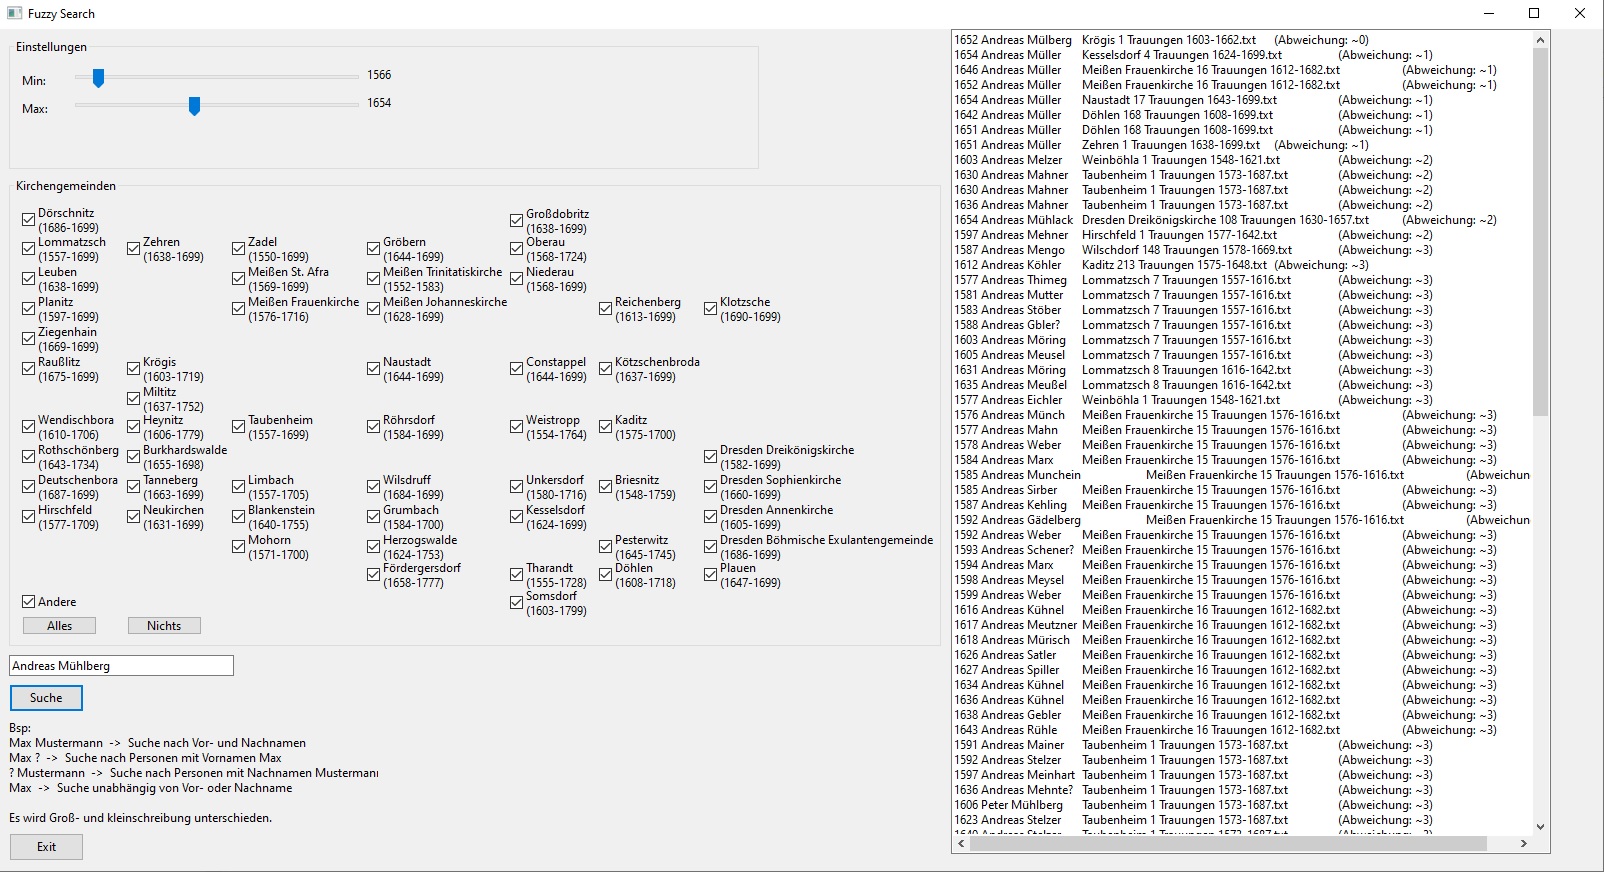 Fuzzy Search
Einstellungen
Min: 1566
Max: 1654
Kirchengemeinden
Dörschnitz (1686-1699)
Großdobritz (1638-1699)
Lommatzsch (1557-1699)
Zehren (1638-1699)
Zadel (1550-1699)
Gröbern (1644-1699)
Oberau (1568-1724)
Leuben (1638-1699)
Meißen St. Afra (1569-1699)
Meißen Trinitatiskirche (1552-1583)
Niederau (1568-1699)
Planitz (1597-1699)
Meißen Frauenkirche (1576-1716)
Meißen Johanneskirche (1628-1699)
Reichenberg (1613-1699)
Klotzsche (1690-1799)
Ziegenhain (1669-1699)
Raußlitz (1675-1699)
Krögis (1603-1719)
Naustadt (1644-1699)
Constappel (1644-1699)
Kötzschenbroda (1637-1699)
Miltitz (1637-1752)
Wendischbora (1610-1706)
Heynitz (1606-1779)
Taubenheim (1557-1699)
Röhrsdorf (1584-1699)
Weistropp (1554-1764)
Kaditz (1575-1700)
Rothschönberg (1643-1734)
Burkhardswalde (1655-1698)
Dresden Dreikönigskirche (1582-1699)
Deutschenbora (1687-1699)
Tanneberg (1663-1699)
Limbach (1557-1705)
Wilsdruff (1684-1699)
Unkersdorf (1580-1716)
Briesnitz (1548-1759)
Dresden Sophienkirche (1660-1699)
Hirschfeld (1577-1709)
Neukirchen (1631-1699)
Blankenstein (1640-1755)
Grumbach (1584-1700)
Kesselsdorf (1624-1699)
Dresden Annenkirche (1605-1699)
Mohorn (1571-1700)
Herzogswalde (1624-1753)
Pesterwitz (1645-1745)
Dresden Böhmische Exulantengemeinde (1686-1699)
Fördergersdorf (1658-1777)
Tharandt (1555-1728)
Döhlen (1608-1718)
Plauen (1647-1699)
Somsdorf (1603-1799)
Andere
Alles Nichts
Andreas Mühlberg
Suche
Bsp:
Max Mustermann -> Suche nach Vor- und Nachnamen
Max ? -> Suche nach Personen mit Vornamen Max
? Mustermann -> Suche nach Personen mit Nachnamen Mustermann
Max -> Suche unabhängig von Vor- oder Nachname
Es wird Groß- und kleinschreibung unterschieden.
Exit
1652 Andreas Mülberg Krögis 1 Trauungen 1603-1662.txt (Abweichung: ~0)
1654 Andreas Müller Kesselsdorf 4 Trauungen 1624-1699.txt (Abweichung: ~1)
1646 Andreas Müller Meißen Frauenkirche 16 Trauungen 1612-1682.txt (Abweichung: ~1)
1652 Andreas Müller Meißen Frauenkirche 16 Trauungen 1612-1682.txt (Abweichung: ~1)
1654 Andreas Müller Naustadt 17 Trauungen 1643-1699.txt (Abweichung: ~1)
1642 Andreas Müller Döhlen 168 Trauungen 1608-1699.txt (Abweichung: ~1)
1651 Andreas Müller Döhlen 168 Trauungen 1608-1699.txt (Abweichung: ~1)
1651 Andreas Müller Zehren 1 Trauungen 1638-1699.txt (Abweichung: ~1)
1603 Andreas Melzer Weinböhla 1 Trauungen 1548-1621.txt (Abweichung: ~2)
1630 Andreas Mahner Taubenheim 1 Trauungen 1573-1687.txt (Abweichung: ~2)
1630 Andreas Mahner Taubenheim 1 Trauungen 1573-1687.txt (Abweichung: ~2)
1636 Andreas Mahner Taubenheim 1 Trauungen 1573-1687.txt (Abweichung: ~2)
1654 Andreas Mühlack Dresden Dreikönigskirche 108 Trauungen 1630-1657.txt (Abweichung: ~2)
1597 Andreas Mehner Hirschfeld 1 Trauungen 1577-1642.txt (Abweichung: ~2)
1587 Andreas Mengo Wilschdorf 148 Trauungen 1578-1669.txt (Abweichung: ~3)
1612 Andreas Köhler Kaditz 213 Trauungen 1575-1648.txt (Abweichung: ~3)
1577 Andreas Thimeg Lommatzsch 7 Trauungen 1557-1616.txt (Abweichung: ~3)
1581 Andreas Mutter Lommatzsch 7 Trauungen 1557-1616.txt (Abweichung: ~3)
1583 Andreas Stöber Lommatzsch 7 Trauungen 1557-1616.txt (Abweichung: ~3)
1588 Andreas Gbler? Lommatzsch 7 Trauungen 1557-1616.txt (Abweichung: ~3)
1603 Andreas Möring Lommatzsch 7 Trauungen 1557-1616.txt (Abweichung: ~3)
1605 Andreas Meusel Lommatzsch 7 Trauungen 1557-1616.txt (Abweichung: ~3)
1631 Andreas Möring Lommatzsch 8 Trauungen 1616-1642.txt (Abweichung: ~3)
1635 Andreas Meußel Lommatzsch 8 Trauungen 1616-1642.txt (Abweichung: ~3)
1577 Andreas Eichler Weinböhla 1 Trauungen 1548-1621.txt (Abweichung: ~3)
1576 Andreas Münch Meißen Frauenkirche 15 Trauungen 1576-1616.txt (Abweichung: ~3)
1577 Andreas Mahn Meißen Frauenkirche 15 Trauungen 1576-1616.txt (Abweichung: ~3)
1578 Andreas Weber Meißen Frauenkirche 15 Trauungen 1576-1616.txt (Abweichung: ~3)
1584 Andreas Marx Meißen Frauenkirche 15 Trauungen 1576-1616.txt (Abweichung: ~3)
1585 Andreas Munchein Meißen Frauenkirche 15 Trauungen 1576-1616.txt (Abweichun
1585 Andreas Sirber Meißen Frauenkirche 15 Trauungen 1576-1616.txt (Abweichung: ~3)
1587 Andreas Kehling Meißen Frauenkirche 15 Trauungen 1576-1616.txt (Abweichung: ~3)
1592 Andreas Gädelberg Meißen Frauenkirche 15 Trauungen 1576-1616.txt (Abweichun
1592 Andreas Weber Meißen Frauenkirche 15 Trauungen 1576-1616.txt (Abweichung: ~3)
1593 Andreas Schener? Meißen Frauenkirche 15 Trauungen 1576-1616.txt (Abweichung: ~3)
1594 Andreas Marx Meißen Frauenkirche 15 Trauungen 1576-1616.txt (Abweichung: ~3)
1598 Andreas Meysel Meißen Frauenkirche 15 Trauungen 1576-1616.txt (Abweichung: ~3)
1599 Andreas Weber Meißen Frauenkirche 15 Trauungen 1576-1616.txt (Abweichung: ~3)
1616 Andreas Kühnel Meißen Frauenkirche 16 Trauungen 1612-1682.txt (Abweichung: ~3)
1617 Andreas Meutzner Meißen Frauenkirche 16 Trauungen 1612-1682.txt (Abweichung: ~3)
1618 Andreas Mürisch Meißen Frauenkirche 16 Trauungen 1612-1682.txt (Abweichung: ~3)
1626 Andreas Satler Meißen Frauenkirche 16 Trauungen 1612-1682.txt (Abweichung: ~3)
1627 Andreas Spiller Meißen Frauenkirche 16 Trauungen 1612-1682.txt (Abweichung: ~3)
1634 Andreas Kühnel Meißen Frauenkirche 16 Trauungen 1612-1682.txt (Abweichung: ~3)
1636 Andreas Kühnel Meißen Frauenkirche 16 Trauungen 1612-1682.txt (Abweichung: ~3)
1638 Andreas Gebler Meißen Frauenkirche 16 Trauungen 1612-1682.txt (Abweichung: ~3)
1643 Andreas Rühle Meißen Frauenkirche 16 Trauungen 1612-1682.txt (Abweichung: ~3)
1591 Andreas Mainer Taubenheim 1 Trauungen 1573-1687.txt (Abweichung: ~3)
1592 Andreas Stelzer Taubenheim 1 Trauungen 1573-1687.txt (Abweichung: ~3)
1597 Andreas Meinhart Taubenheim 1 Trauungen 1573-1687.txt (Abweichung: ~3)
1636 Andreas Mehnte? Taubenheim 1 Trauungen 1573-1687.txt (Abweichung: ~3)
1606 Peter Mühlberg Taubenheim 1 Trauungen 1573-1687.txt (Abweichung: ~3)
1623 Andreas Stelzer Taubenheim 1 Trauungen 1573-1687.txt (Abweichung: ~3)
1640 Andreas Stelzer Taubenheim 1 Trauungen 1573-1687.txt (Abweichung: ~3)